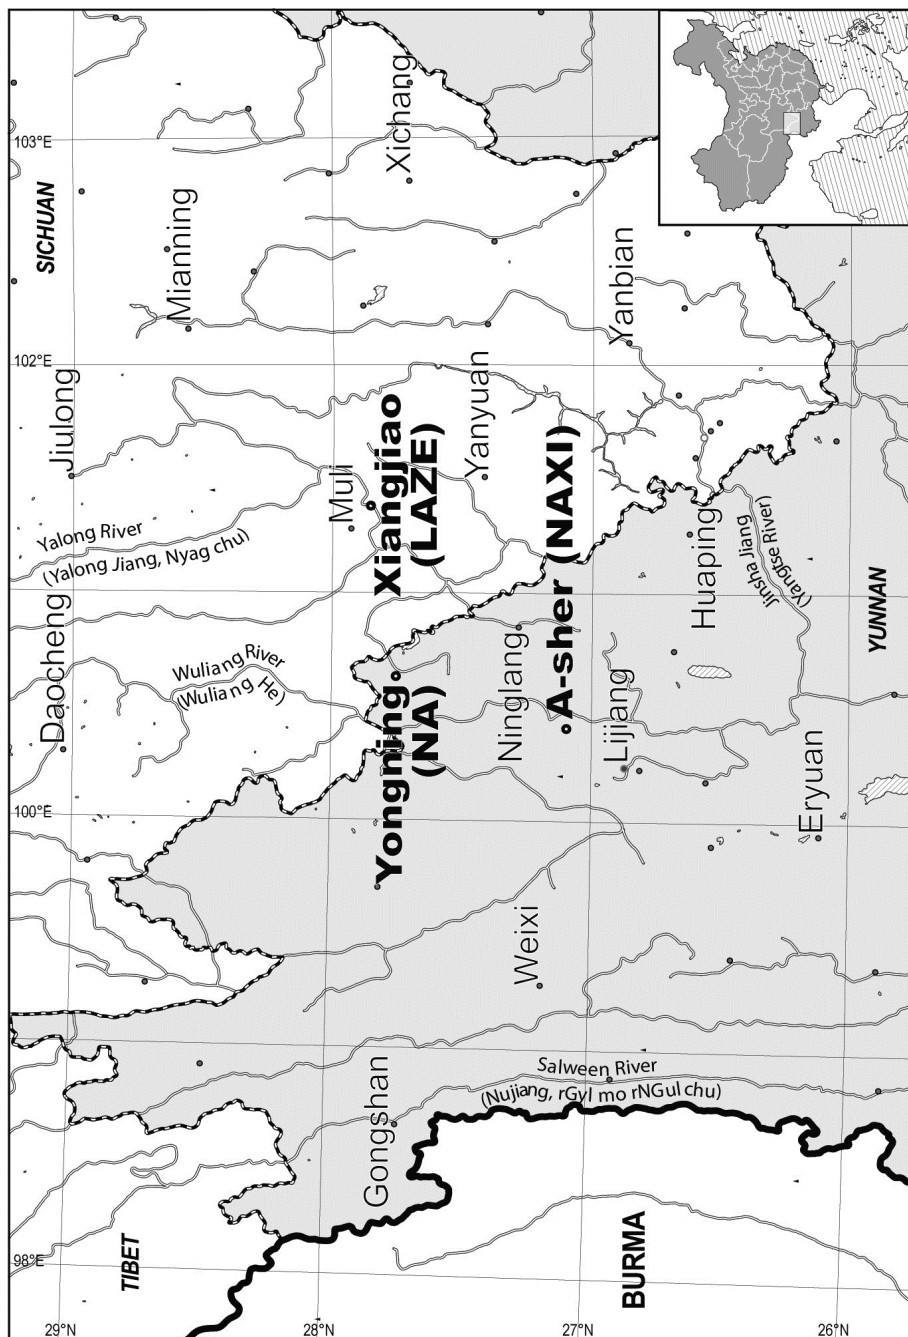 103°E
102°E
100°E
98°E
29°N
28°N
27°N
26°N
SICHUAN
TIBET
BURMA
YUNNAN
Xichang
Mianning
Yanbian
Jiulong
Yanyuan
Muli
Xiangjiao
(LAZE)
Yalong River
(Yalong Jiang, Nyag chu)
A-sher (NAXI)
Huaping
Jinsha Jiang
(Yangtse River)
Daocheng
Wuliang River
(Wuliang He)
Yongning
(NA)
Ninglang
Lijiang
Eryuan
Weixi
Gongshan
Salween River
(Nujiang, rGyl mo rNGul chu)